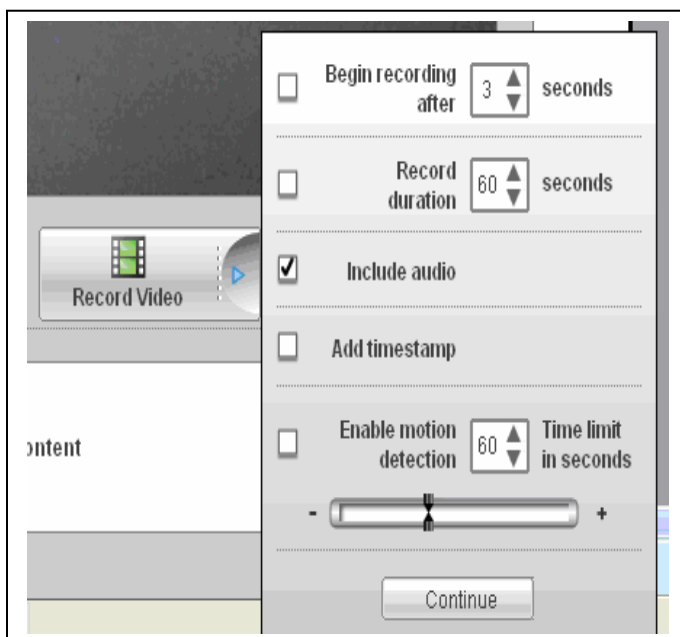 Begin recording
after 3 seconds
Record
duration 60 seconds
Record Video
Include audio
Add timestamp
ontent
Enable motion Time limit
detection 60 in seconds
- +
Continue